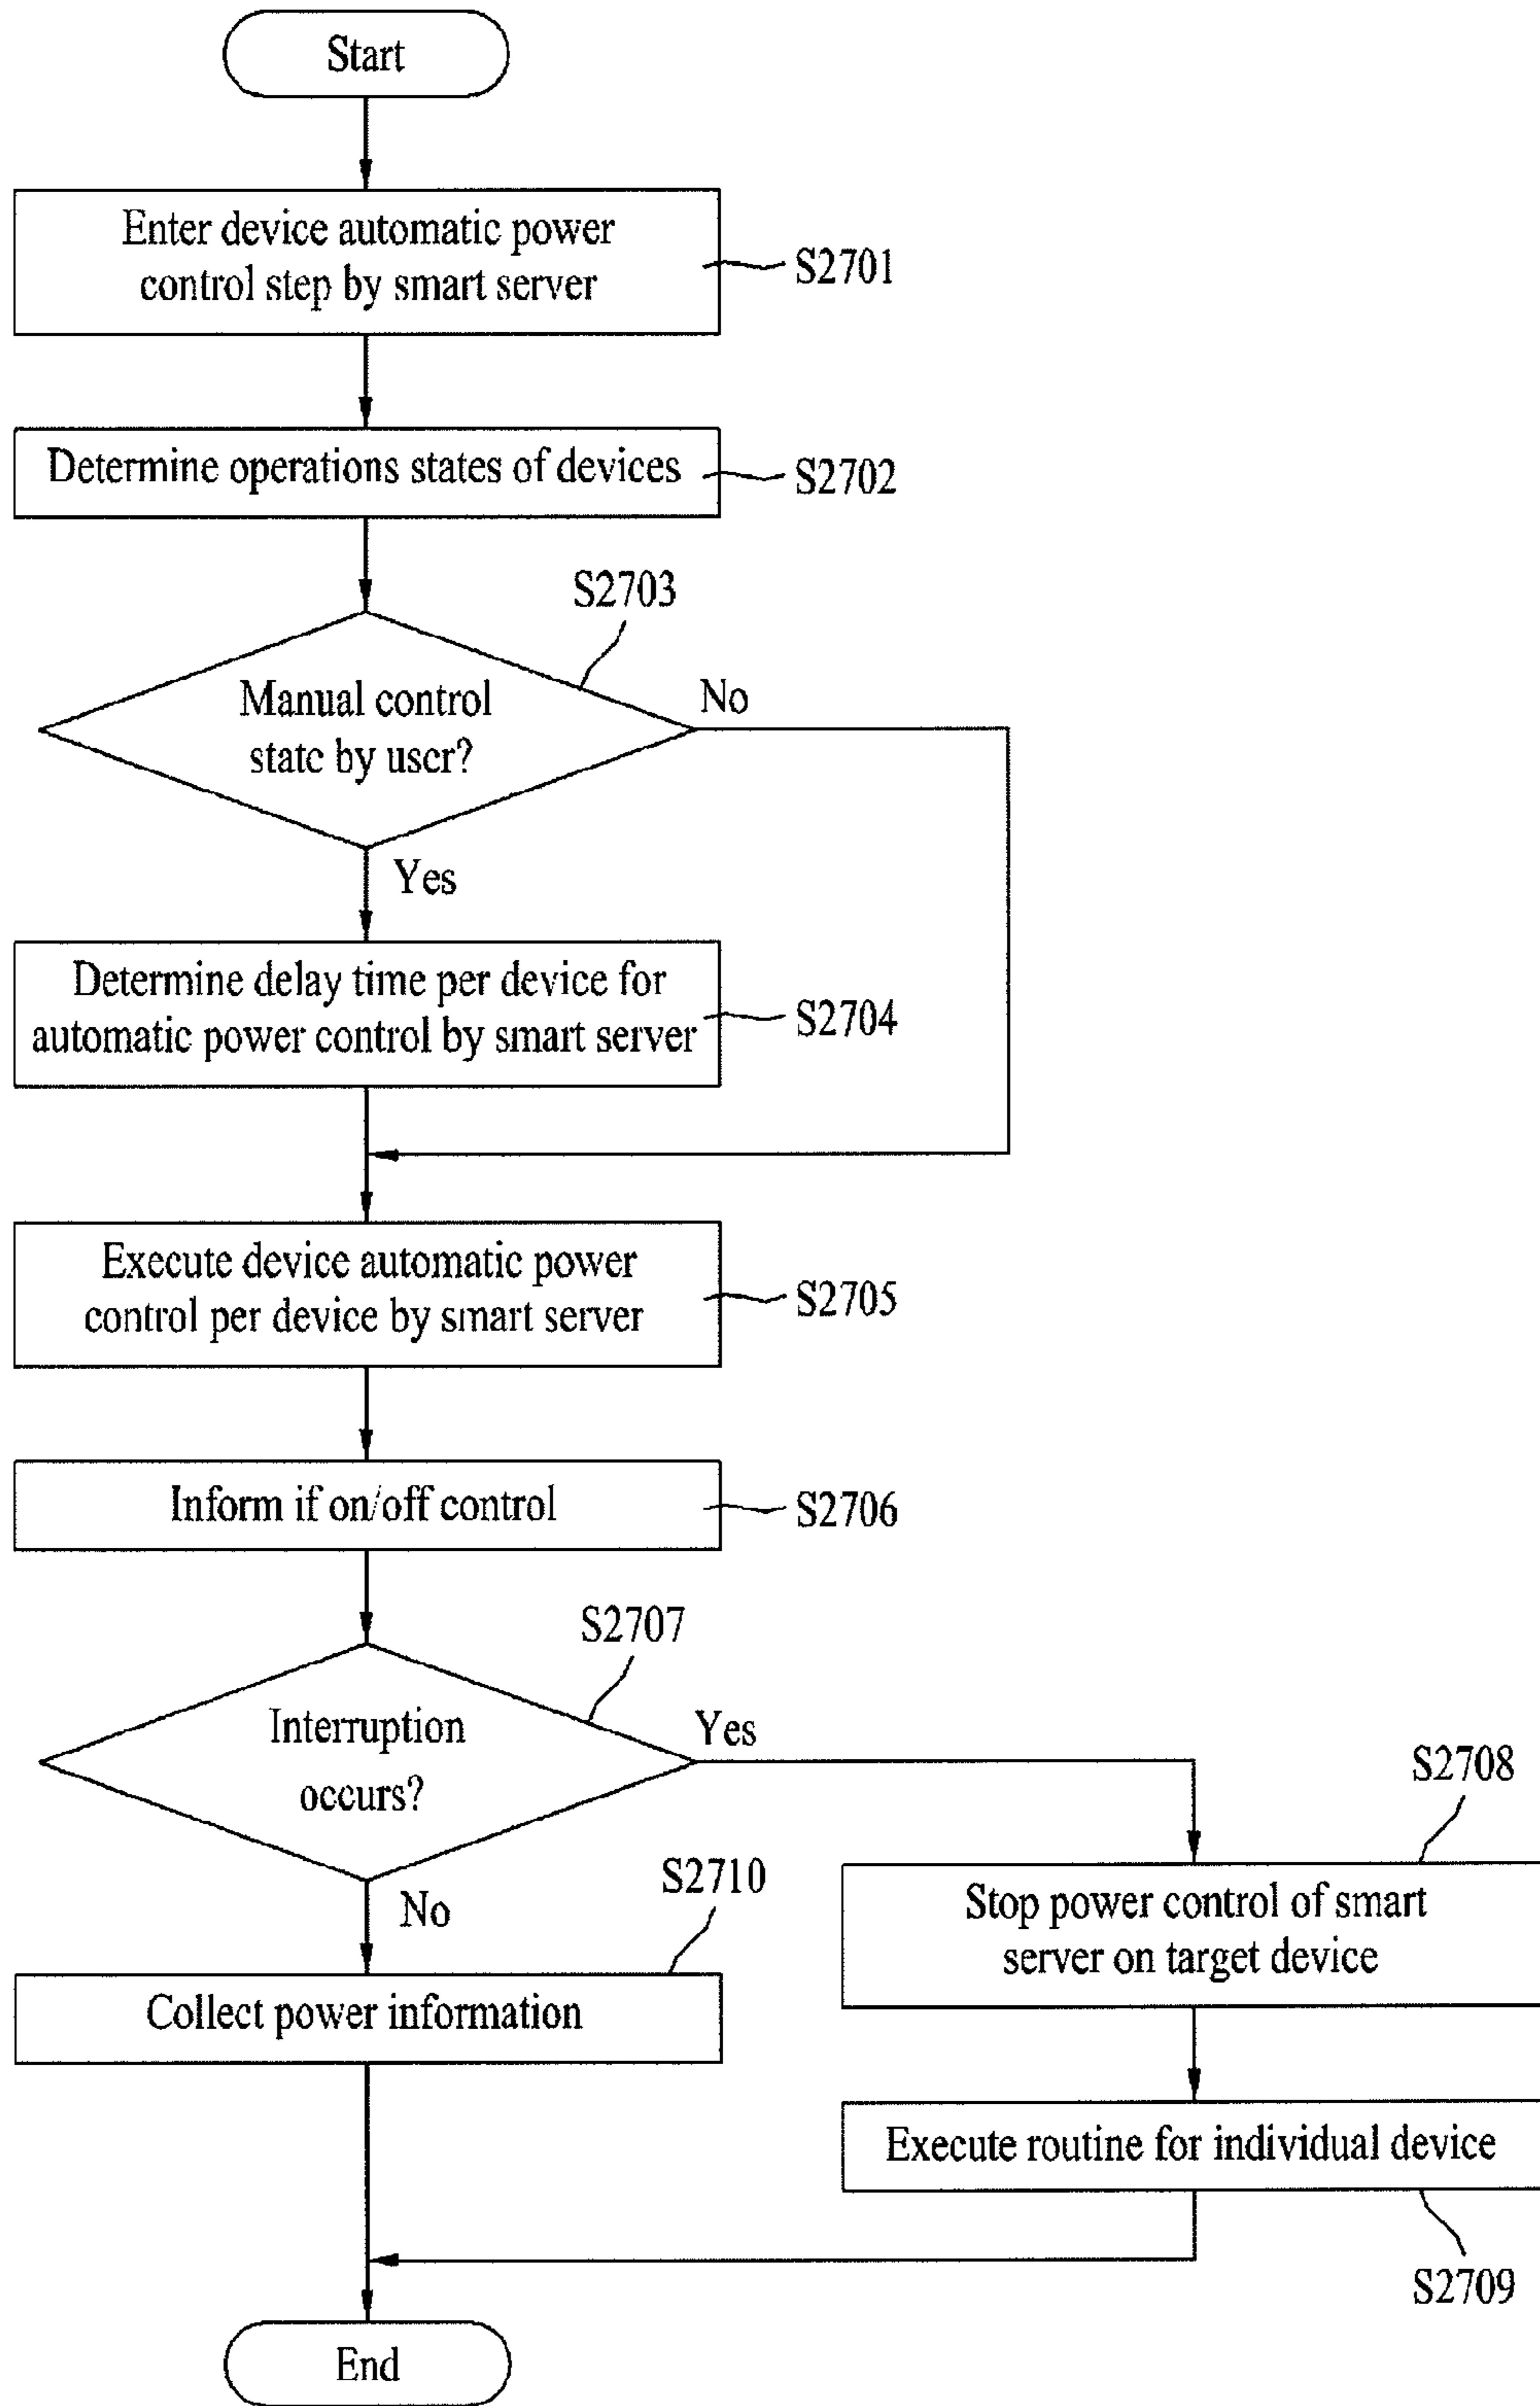 Start
Enter device automatic power
control step by smart server
S2701
Determine operations states of devices
S2702
S2703
Manual control
state by user?
No
Yes
Determine delay time per device for
automatic power control by smart server
S2704
Execute device automatic power
control per device by smart server
S2705
Inform if on/off control
S2706
S2707
Interruption
occurs?
Yes
No
S2708
Stop power control of smart
server on target device
S2710
Collect power information
Execute routine for individual device
S2709
End